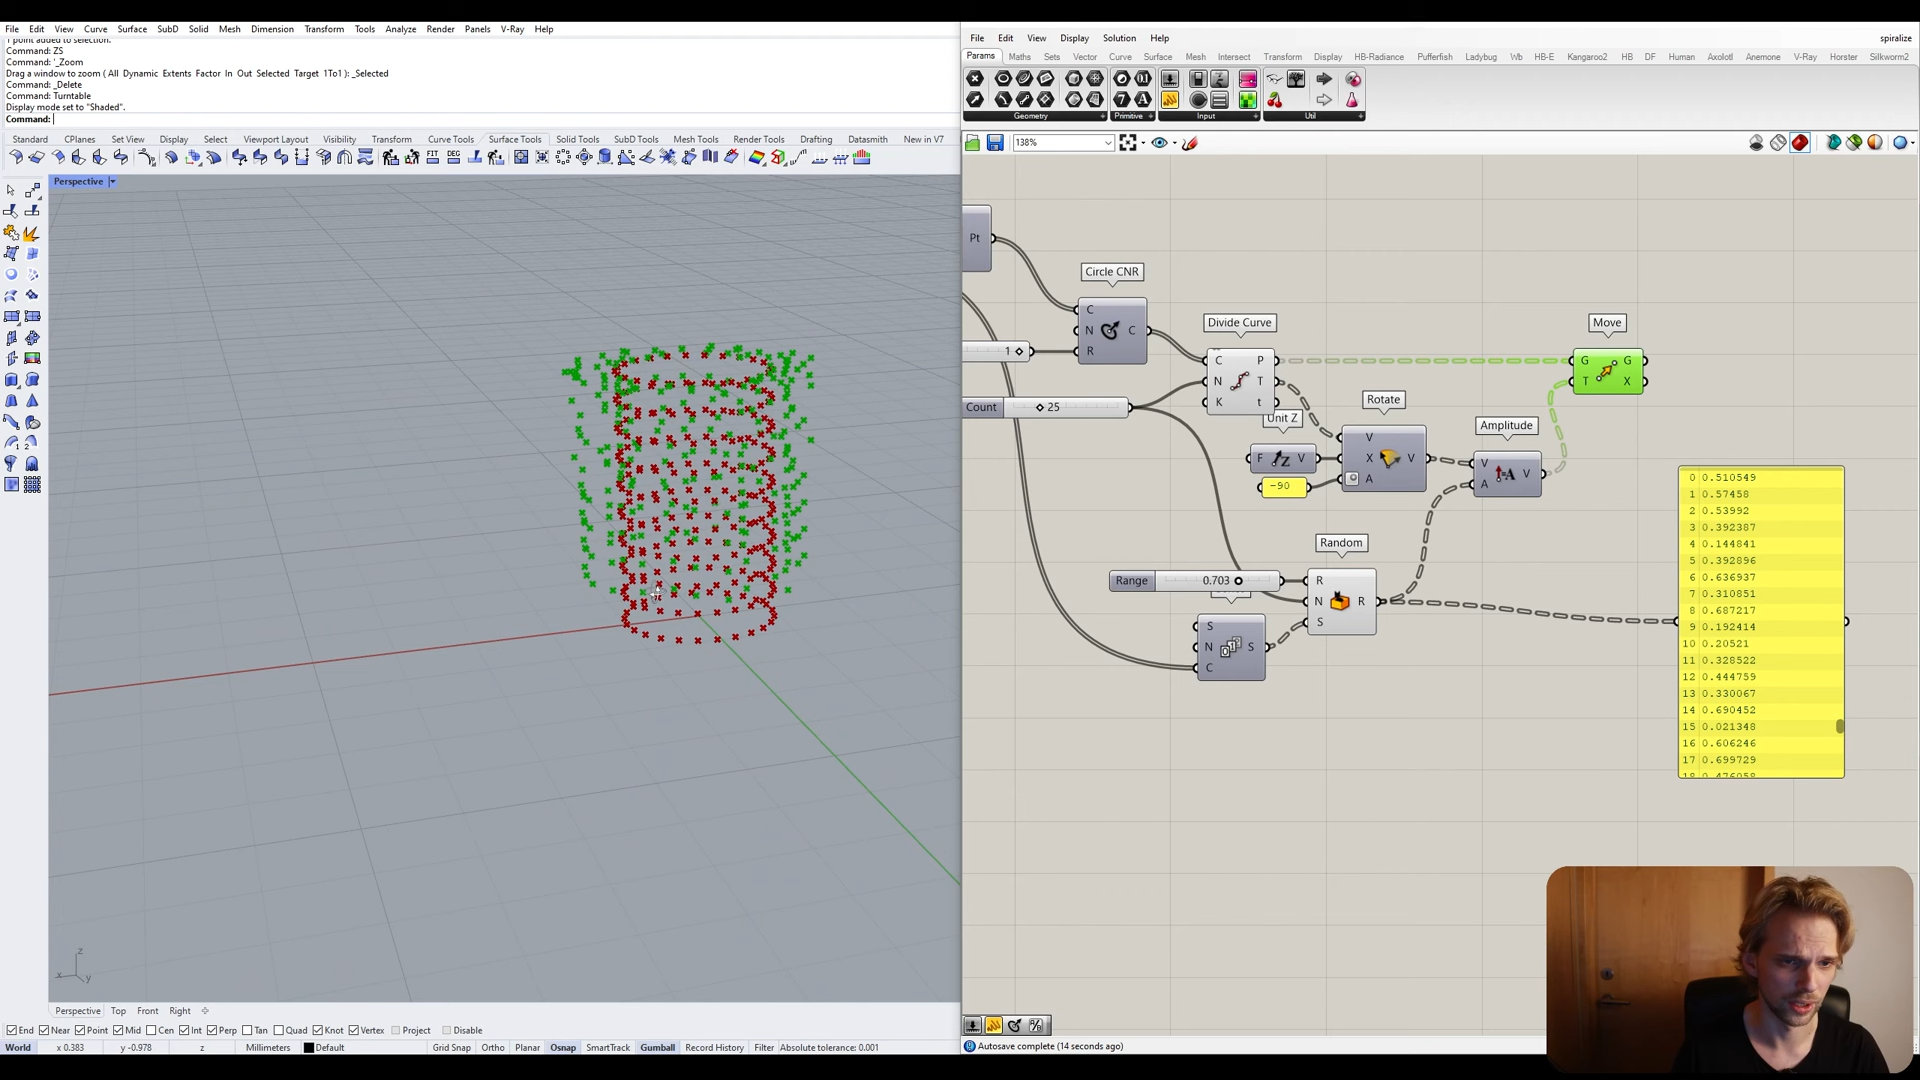 File Edit View Curve Surface SubD Solid Mesh Dimension Transform Tools Analyze Render Panels V-Ray Help
1 point added to selection.
Command: ZS
Command: '_Zoom
Drag a window to zoom ( All Dynamic Extents Factor In Out Selected Target 1To1 ): _Selected
Command: _Delete
Command: Turntable
Display mode set to "Shaded".
Command:
Standard CPlanes Set View Display Select Viewport Layout Visibility Transform Curve Tools Surface Tools Solid Tools SubD Tools Mesh Tools Render Tools Drafting Datasmith New in V7
Perspective
z
x y
Perspective Top Front Right
End Near Point Mid Cen Int Perp Tan Quad Knot Vertex Project Disable
World x 0.383 y -0.978 z Millimeters Default Grid Snap Ortho Planar Osnap SmartTrack Gumball Record History Filter Absolute tolerance: 0.001
File Edit View Display Solution Help spiralize
Params Maths Sets Vector Curve Surface Mesh Intersect Transform Display HB-Radiance Pufferfish Kangaroo2 Ladybug Wb HB-E HB DF Human Axolotl Anemone V-Ray Horster Silkworm2
Geometry Primitive Input Util
138%
Pt
Circle CNR
C
N C
R
1
Count 25
Divide Curve
C P
N T
K t
Unit Z
F V
-90
Rotate
V
X V
A
Amplitude
V
A V
Move
G G
T X
Range 0.703
Random
R
N R
S
S
N S
C
0 0.510549
1 0.57458
2 0.53992
3 0.392387
4 0.144841
5 0.392896
6 0.636937
7 0.310851
8 0.687217
9 0.192414
10 0.20521
11 0.328522
12 0.444759
13 0.330067
14 0.690452
15 0.021348
16 0.606246
17 0.699729
18 0.476058
Autosave complete (14 seconds ago)